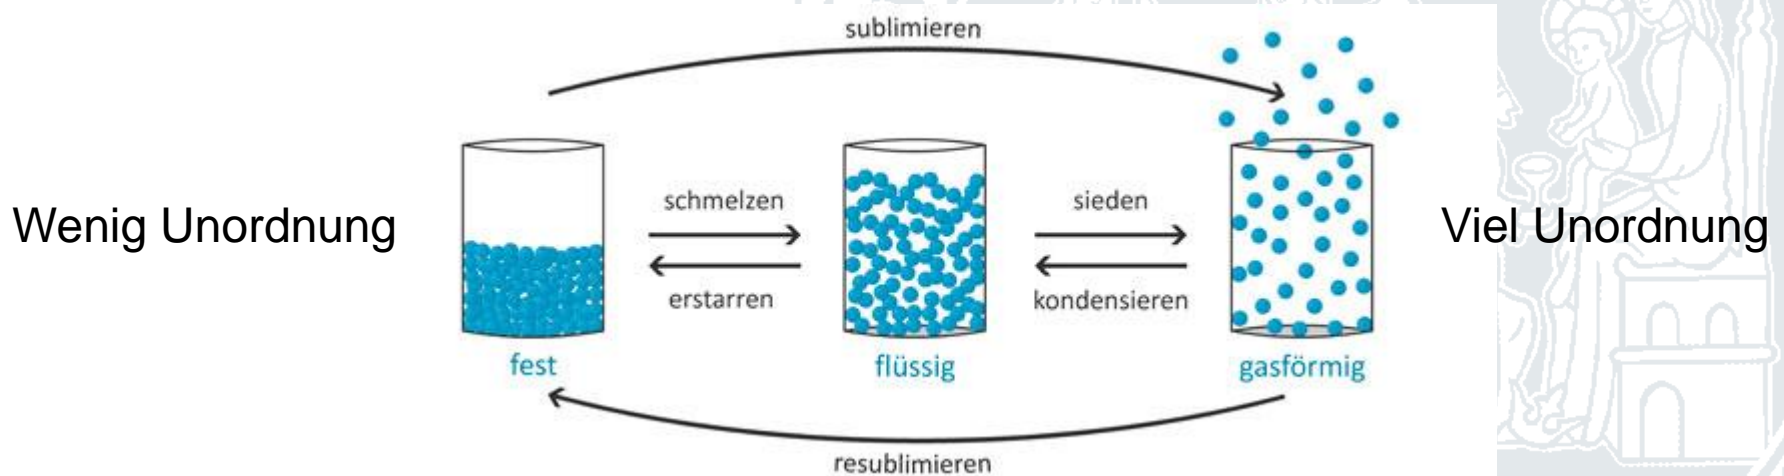 sublimieren
Wenig Unordnung
schmelzen
erstarren
sieden
kondensieren
Viel Unordnung
fest
flüssig
gasförmig
resublimieren